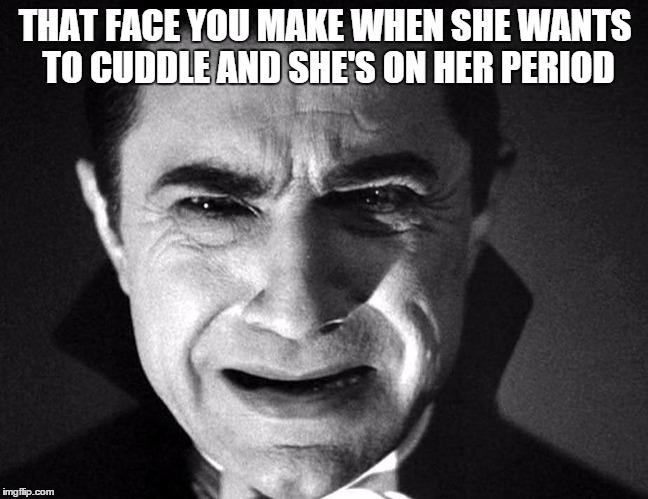 THAT FACE YOU MAKE WHEN SHE WANTS
TO CUDDLE AND SHE'S ON HER PERIOD
imgflip.com